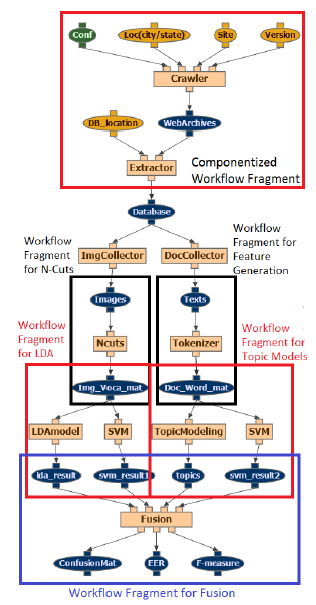 Conf
Loc(city/state)
Site
Version
Crawler
DB_location
WebArchives
Extractor
Componentized
Workflow Fragment
Database
Workflow
Fragment
for N-Cuts
ImgCollector
DocCollector
Workflow
Fragment for
Feature
Generation
Images
Texts
Workflow
Fragment
for LDA
Ncuts
Tokenizer
Workflow
Fragment for
Topic Models
Img_Voca_mat
Doc_Word_mat
LDAmodel
SVM
TopicModeling
SVM
lda_result
svm_result1
topics
svm_result2
Fusion
ConfusionMat
EER
F-measure
Workflow Fragment for Fusion